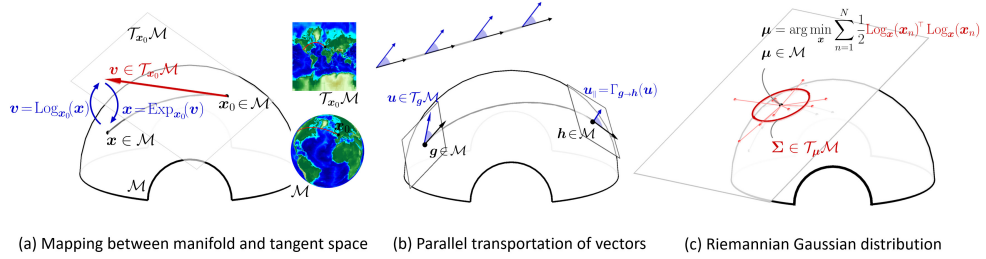 𝒯_{x₀}ℳ
v ∈ 𝒯_{x₀}ℳ
x₀ ∈ ℳ
v = Log_{x₀}(x)
x = Exp_{x₀}(v)
x ∈ ℳ
ℳ
𝒯_{x₀}ℳ
ℳ
(a) Mapping between manifold and tangent space
u ∈ 𝒯_gℳ
u_∥ = Γ_{g→h}(u)
g ∈ ℳ
h ∈ ℳ
(b) Parallel transportation of vectors
μ = arg min_x ∑_{n=1}^{N} 1/2 Log_x(x_n)^⊤ Log_x(x_n)
μ ∈ ℳ
Σ ∈ 𝒯_μℳ
(c) Riemannian Gaussian distribution